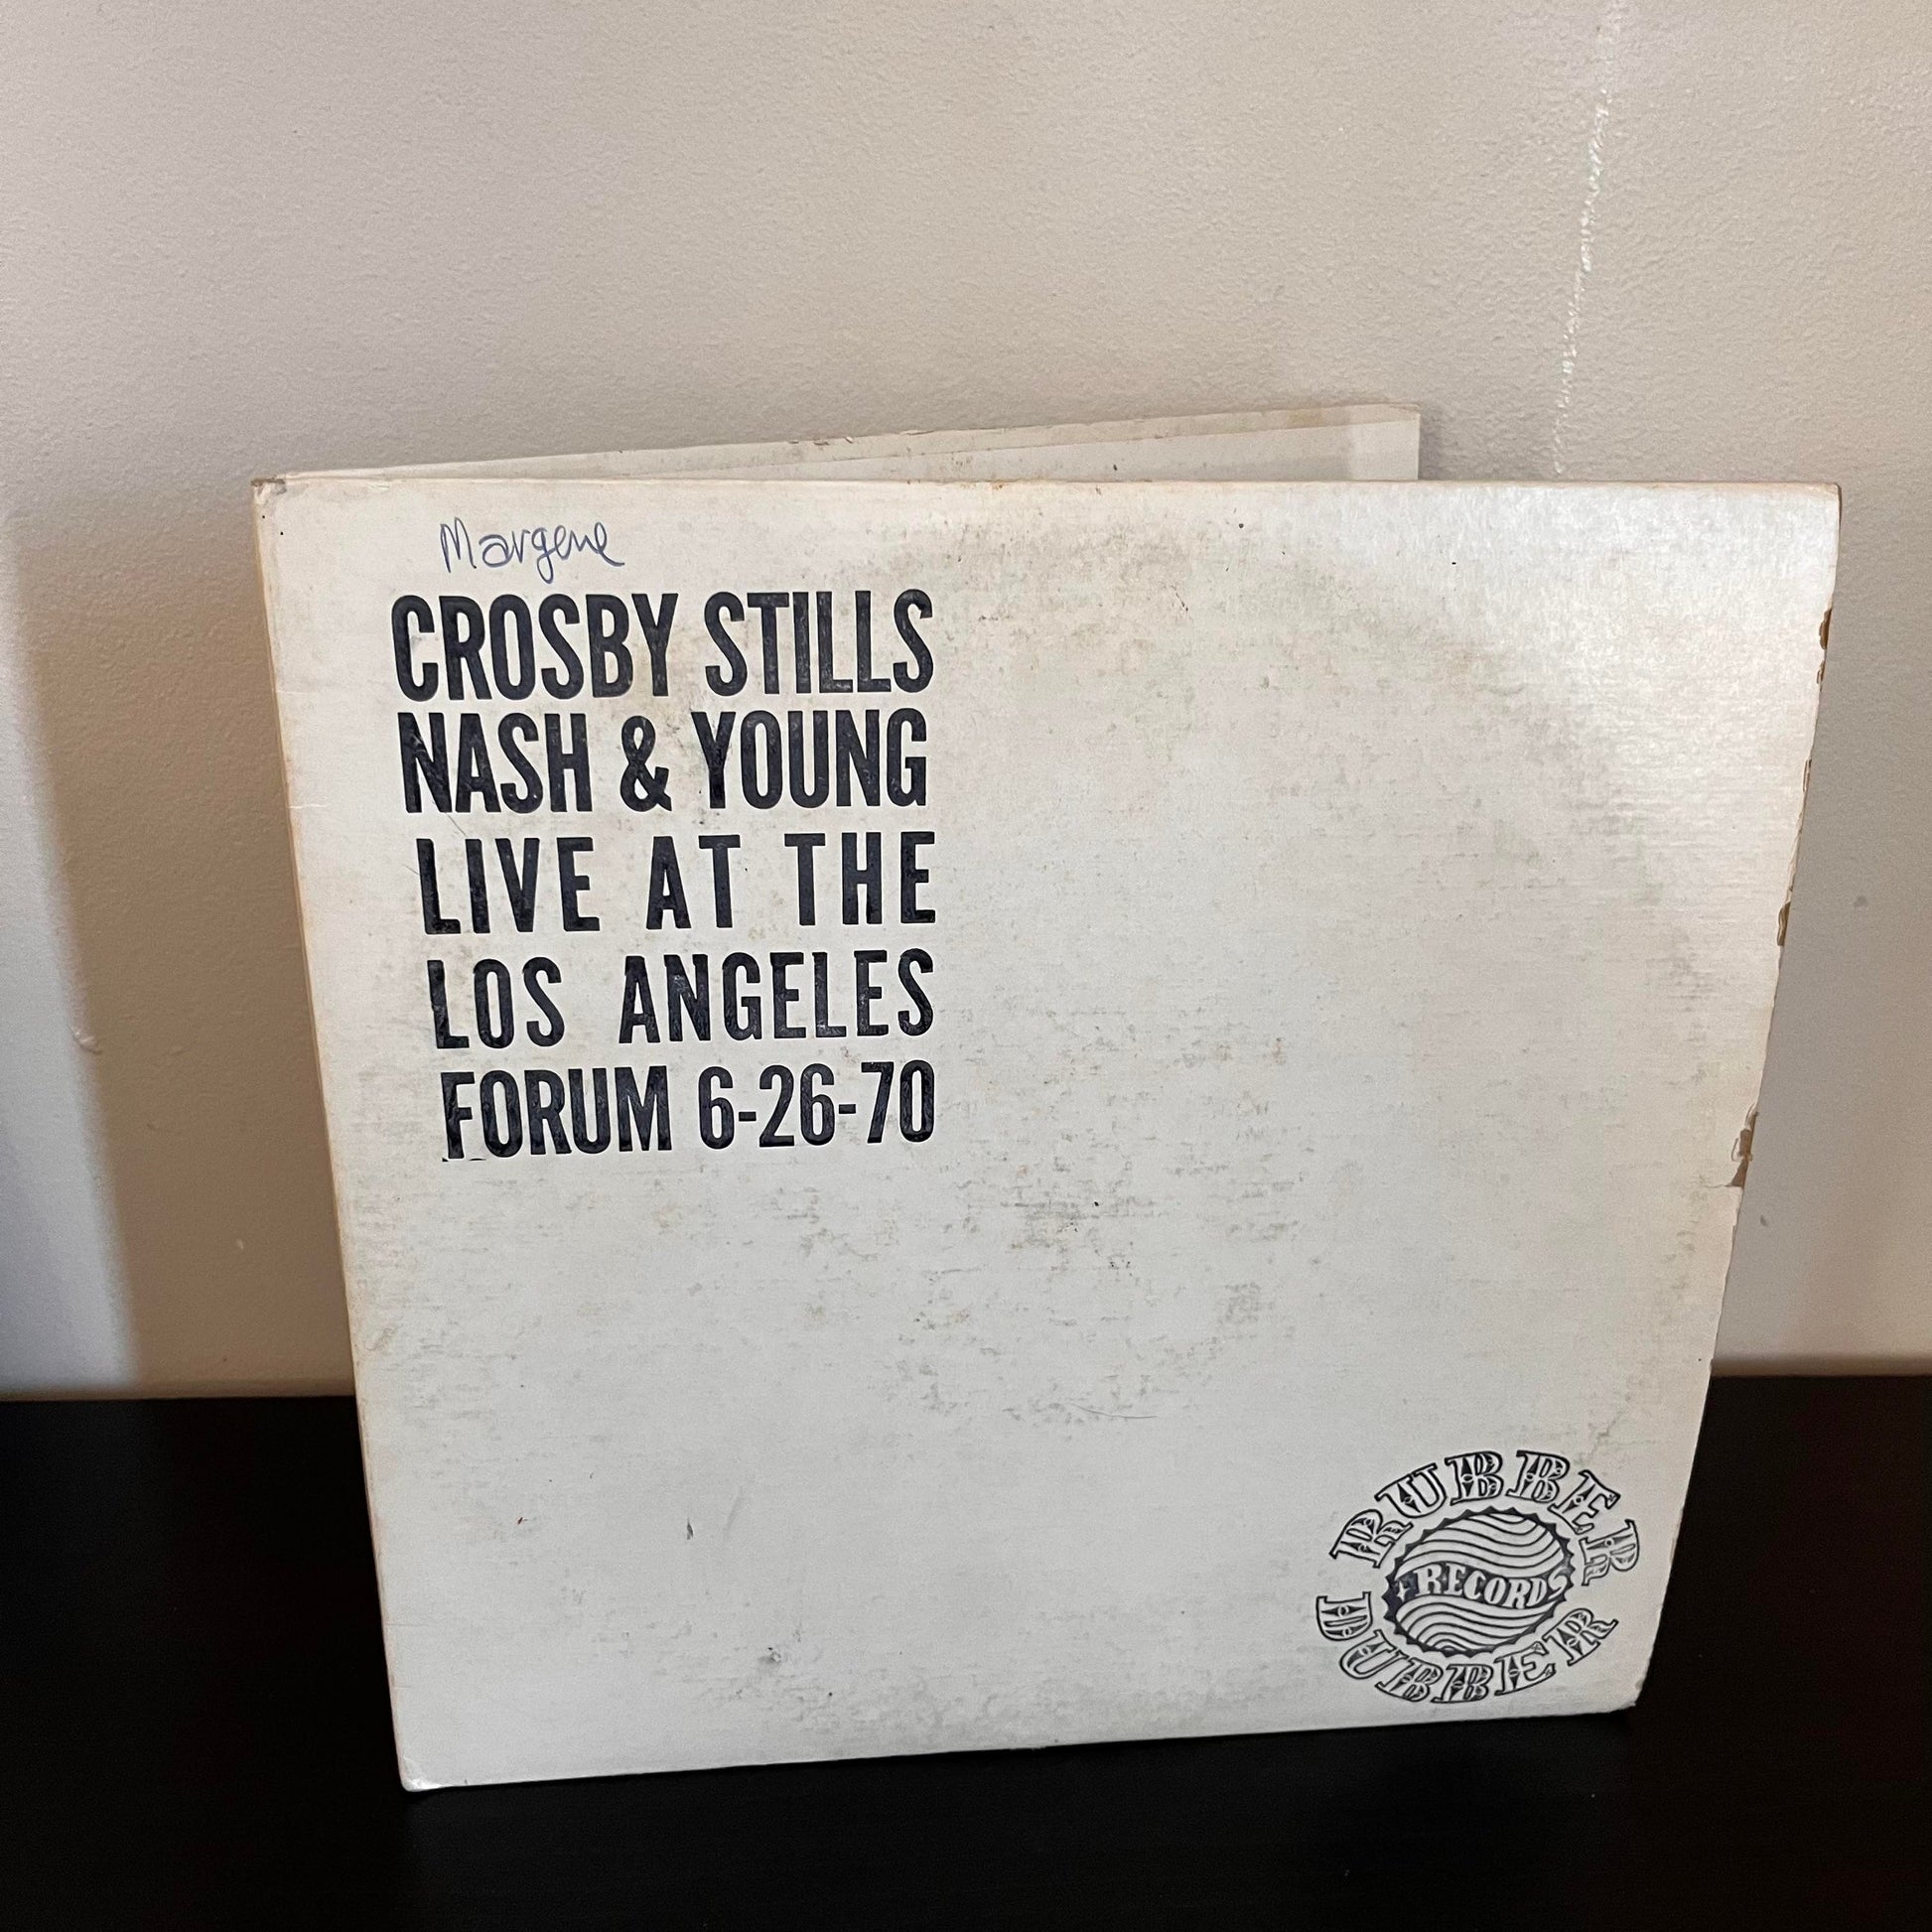 Margene
CROSBY STILLS
NASH & YOUNG
LIVE AT THE
LOS ANGELES
FORUM 6-26-70
RUBBER
RECORDS
DUBBER